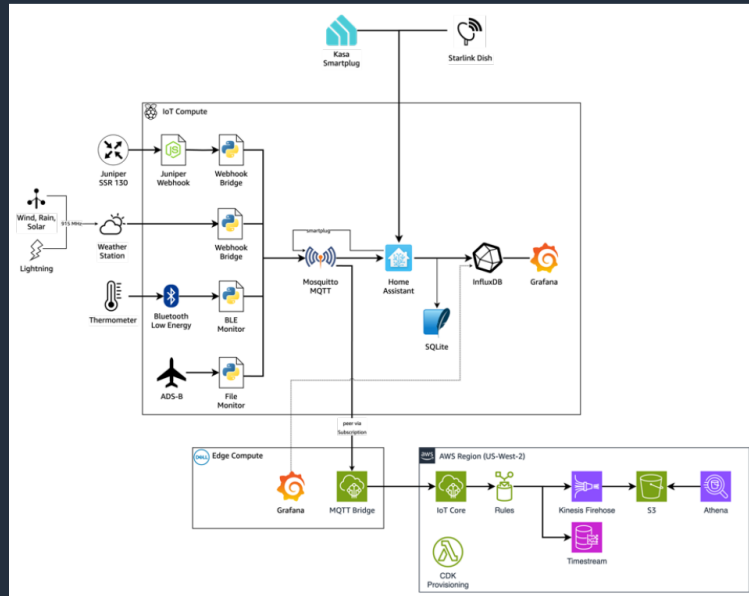 Kasa
Smartplug
Starlink Dish
IoT Compute
JS
Juniper
SSR 130
Juniper
Webhook
Webhook
Bridge
Wind, Rain,
Solar
915 MHz
Lightning
Weather
Station
Webhook
Bridge
smartplug
Mosquitto
MQTT
Home
Assistant
InfluxDB
Grafana
Thermometer
Bluetooth
Low Energy
BLE
Monitor
SQLite
ADS-B
File
Monitor
peer via
Subscription
DELL
Edge Compute
Grafana
MQTT Bridge
aws
AWS Region (US-West-2)
IoT Core
Rules
Kinesis Firehose
S3
Athena
Timestream
CDK
Provisioning